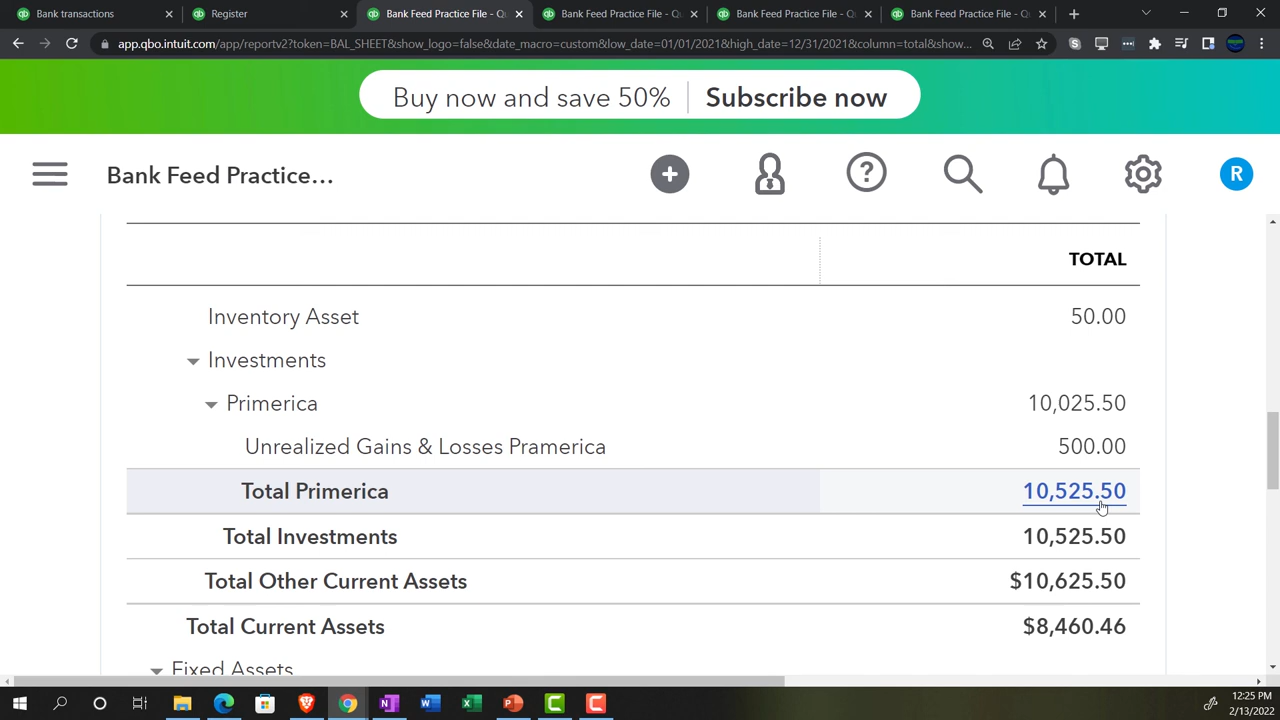 Bank transactions
Register
Bank Feed Practice File - Q
Bank Feed Practice File - Q
Bank Feed Practice File - Q
Bank Feed Practice File - Q
app.qbo.intuit.com/app/reportv2?token=BAL_SHEET&show_logo=false&date_macro=custom&low_date=01/01/2021&high_date=12/31/2021&column=total&show...
Buy now and save 50% Subscribe now
Bank Feed Practice... R
TOTAL
Inventory Asset 50.00
Investments
Primerica 10,025.50
Unrealized Gains & Losses Pramerica 500.00
Total Primerica 10,525.50
Total Investments 10,525.50
Total Other Current Assets $10,625.50
Total Current Assets $8,460.46
Fixed Assets
12:25 PM
2/13/2022